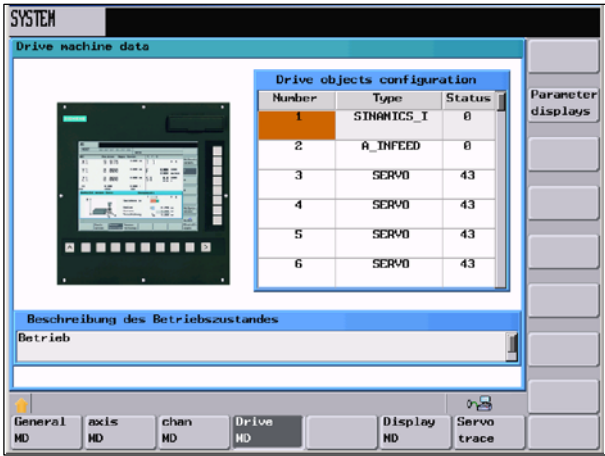 SYSTEM
Drive machine data
Drive objects configuration
Number Type Status
1 SINAMICS_I 0
2 A_INFEED 0
3 SERVO 43
4 SERVO 43
5 SERVO 43
6 SERVO 43
Parameter
displays
Beschreibung des Betriebszustandes
Betrieb
General MD
axis MD
chan MD
Drive MD
Display MD
Servo trace